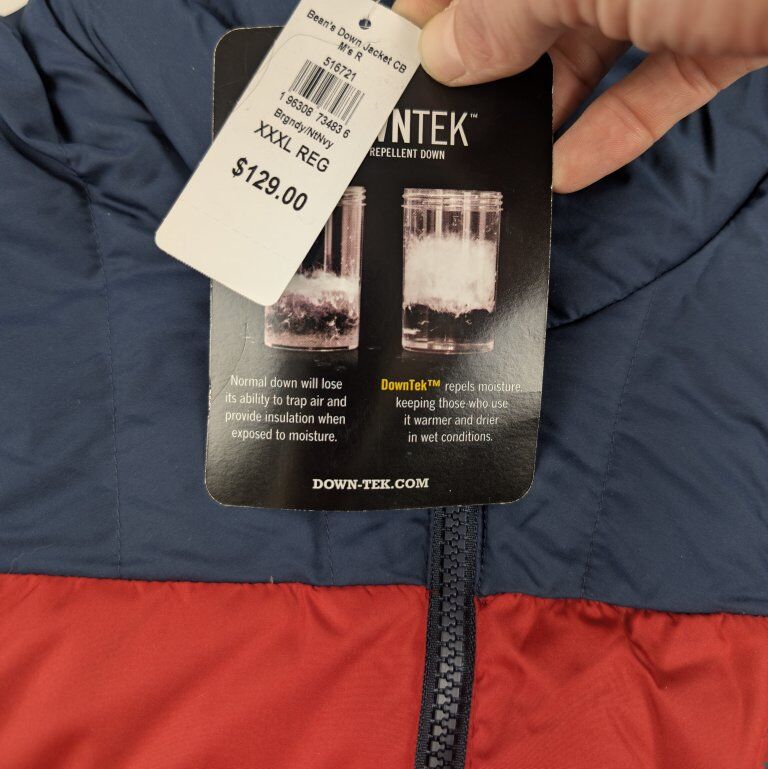 Bean's Down Jacket CB
M's R
516721
1 96308 73483 6
Brgndy/NtNvy
XXXL REG
$129.00
WNTEK™
REPELLENT DOWN
Normal down will lose
its ability to trap air and
provide insulation when
exposed to moisture.
DownTek™ repels moisture,
keeping those who use
it warmer and drier
in wet conditions.
DOWN-TEK.COM